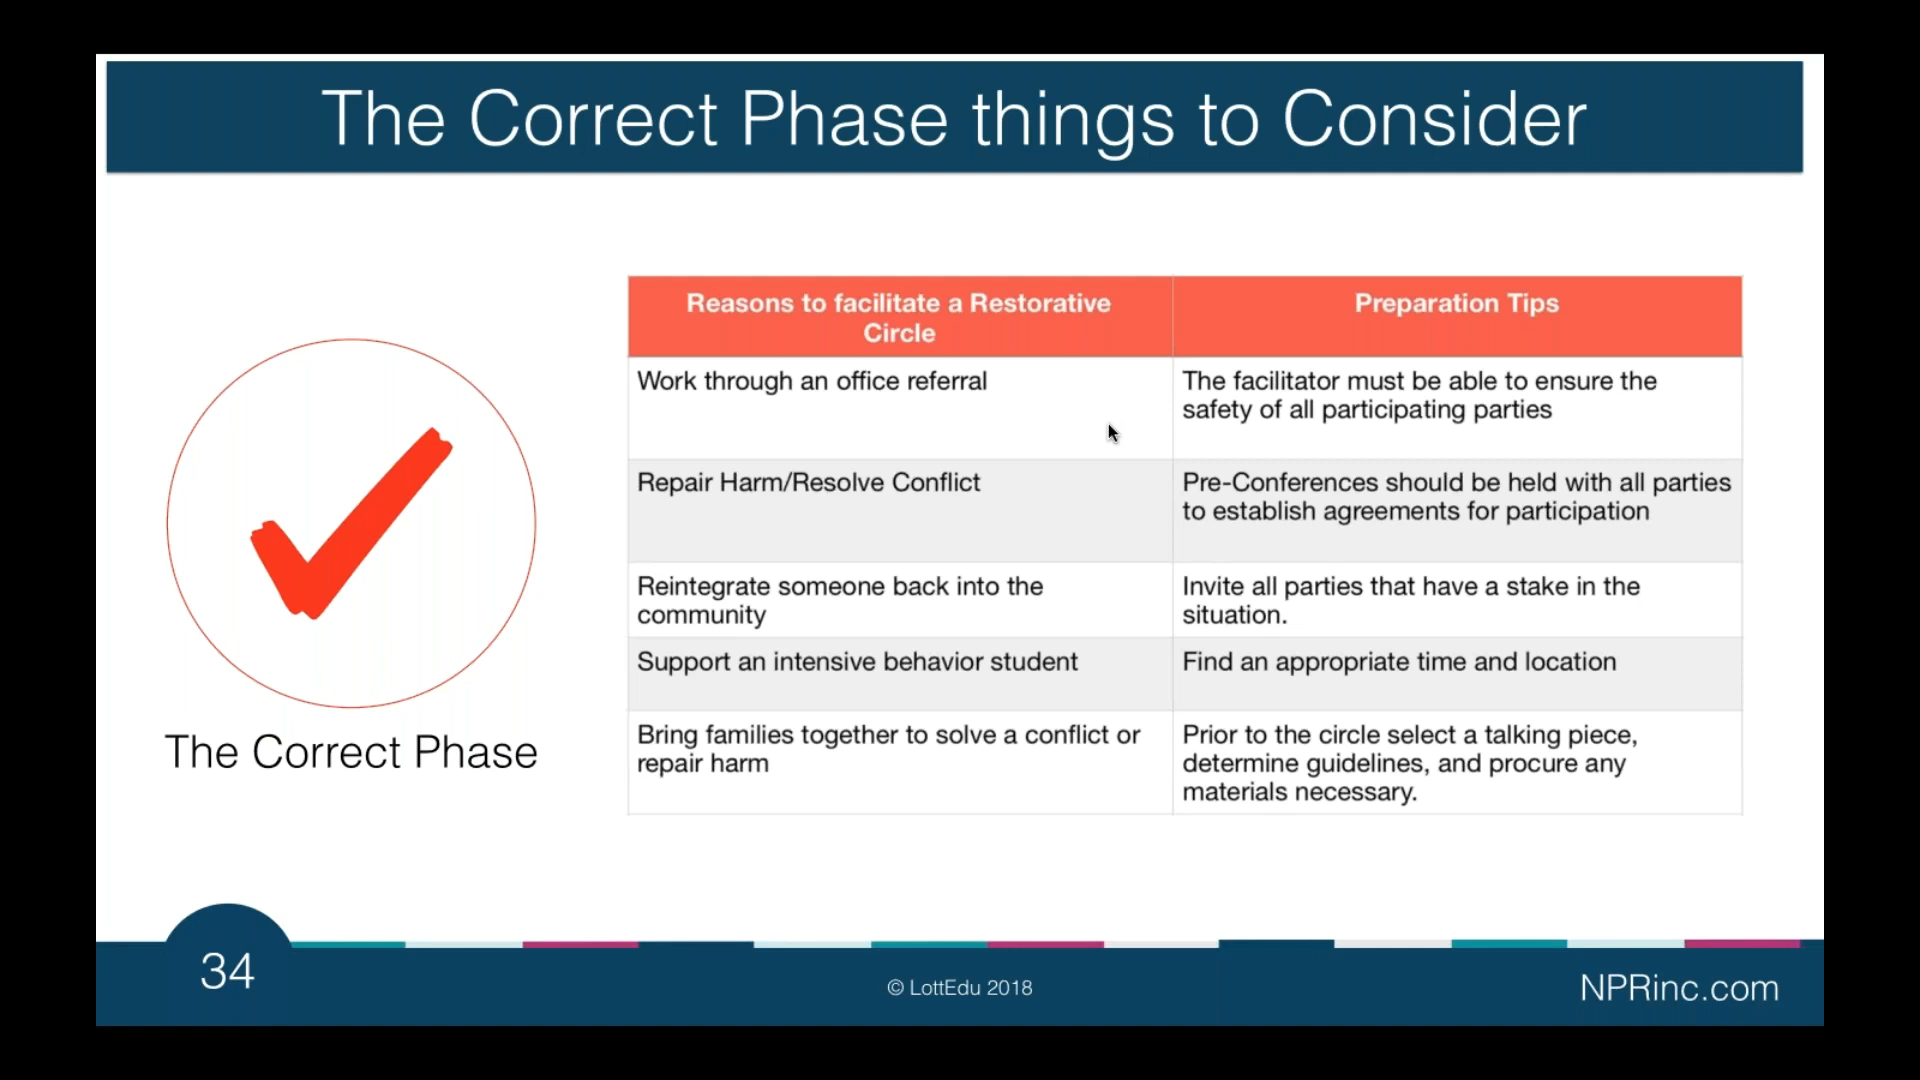 The Correct Phase things to Consider
The Correct Phase
Reasons to facilitate a Restorative
Circle
Preparation Tips
Work through an office referral
The facilitator must be able to ensure the
safety of all participating parties
Repair Harm/Resolve Conflict
Pre-Conferences should be held with all parties
to establish agreements for participation
Reintegrate someone back into the
community
Invite all parties that have a stake in the
situation.
Support an intensive behavior student
Find an appropriate time and location
Bring families together to solve a conflict or
repair harm
Prior to the circle select a talking piece,
determine guidelines, and procure any
materials necessary.
34
© LottEdu 2018
NPRinc.com